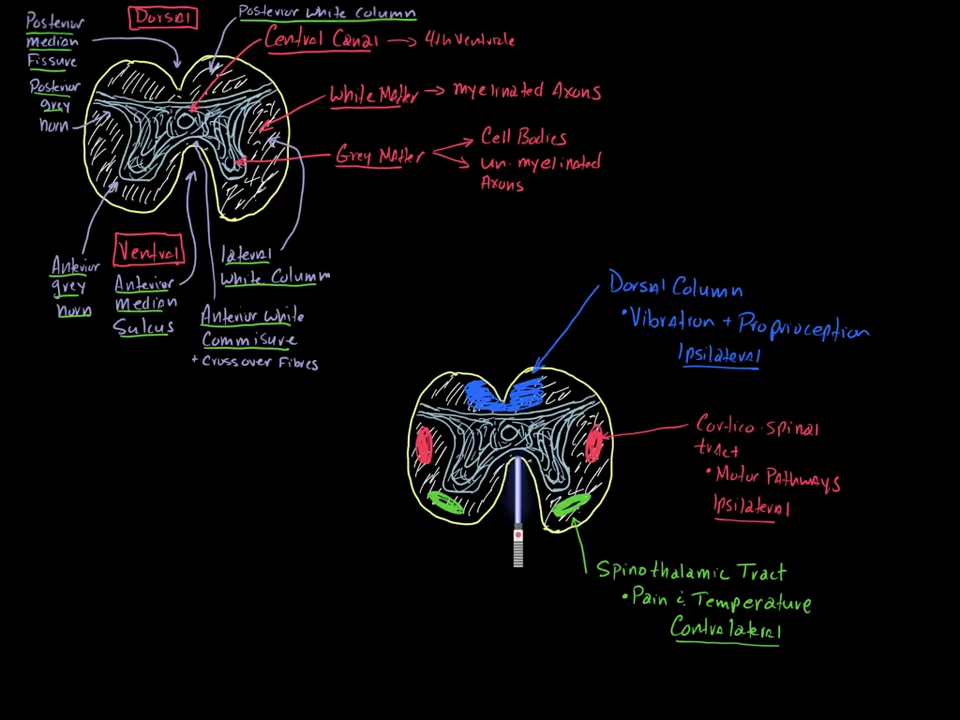 Posterior
median
Fissure
Dorsal
Posterior White Column
Central Canal → 4th Ventricle
Posterior
grey
horn
White Matter → myelinated Axons
Grey Matter
Cell Bodies
un-myelinated
Axons
Anterior
grey
horn
Ventral
Anterior
median
Sulcus
lateral
White Column
Anterior White
Commisure
+ Crossover Fibres
Dorsal Column
• Vibration + Proprioception
Ipsilateral
Cortico-spinal
tract
• Motor Pathways
Ipsilateral
Spinothalamic Tract
• Pain & Temperature
Contralateral